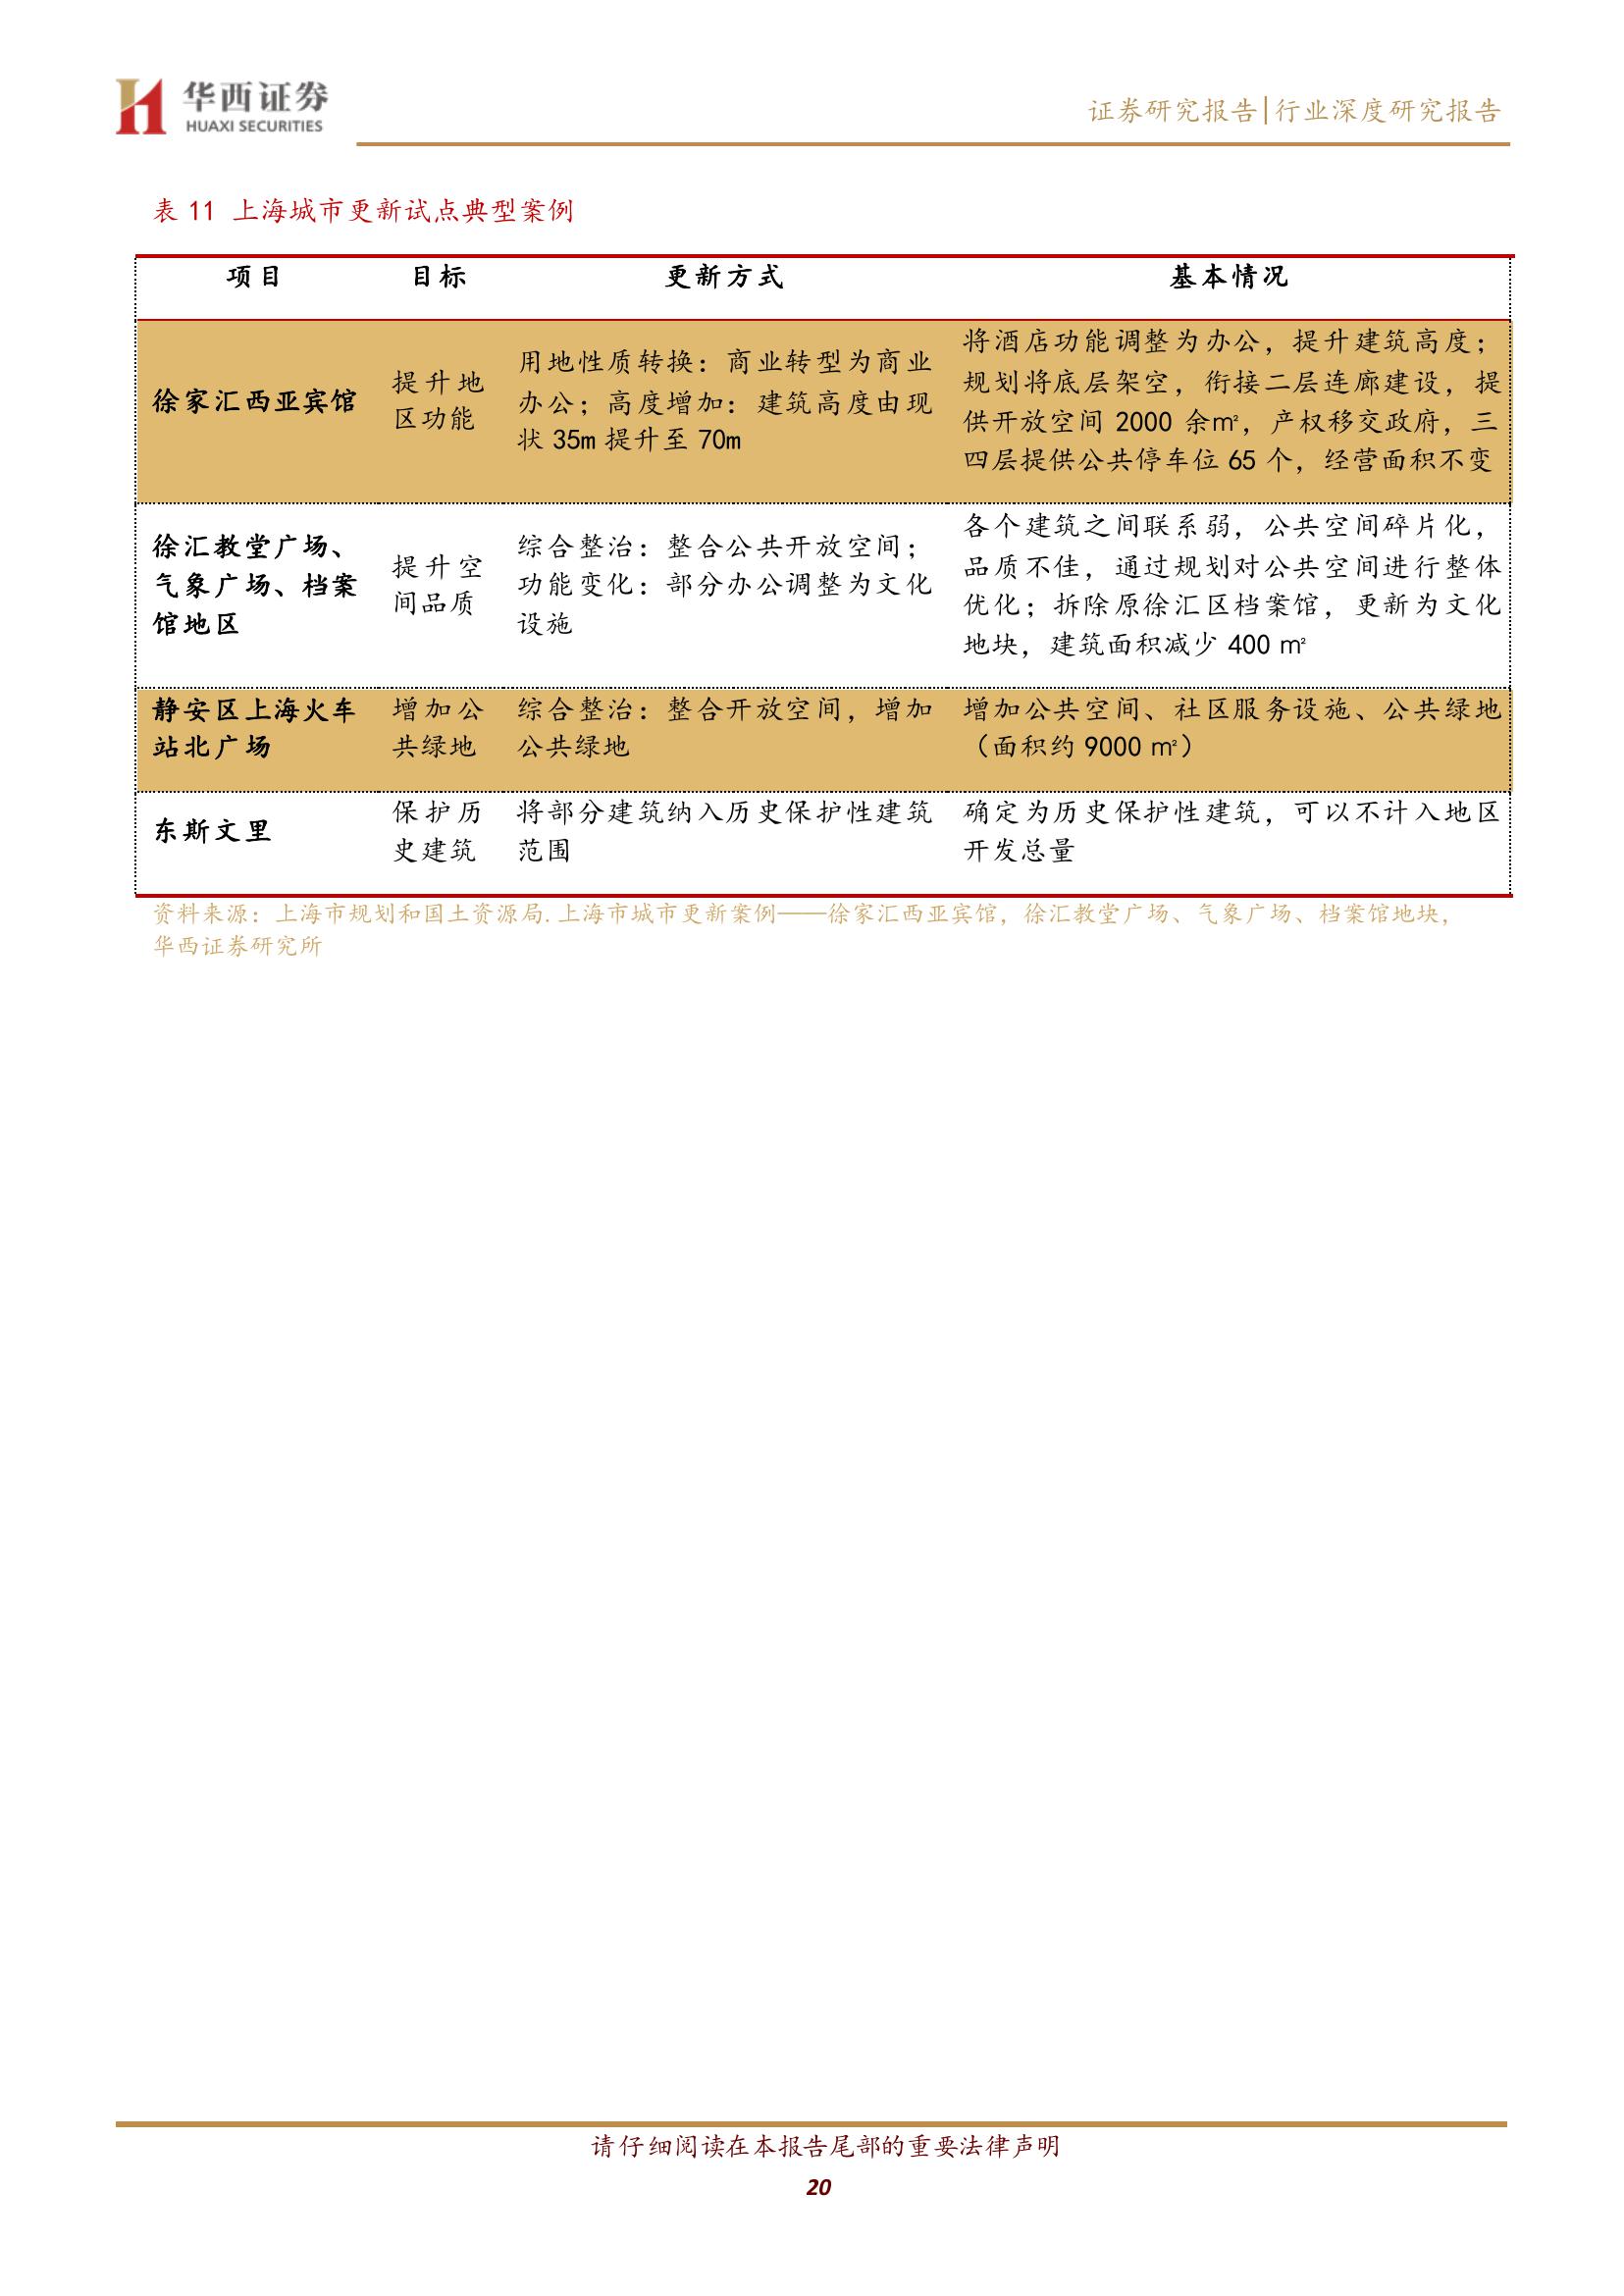 华西证券
HUAXI SECURITIES
证券研究报告|行业深度研究报告
表 11 上海城市更新试点典型案例
项目 目标 更新方式 基本情况
徐家汇西亚宾馆
提升地
区功能
用地性质转换：商业转型为商业
办公；高度增加：建筑高度由现
状 35m 提升至 70m
将酒店功能调整为办公，提升建筑高度；
规划将底层架空，衔接二层连廊建设，提
供开放空间 2000 余㎡，产权移交政府，三
四层提供公共停车位 65 个，经营面积不变
徐汇教堂广场、
气象广场、档案
馆地区
提升空
间品质
综合整治：整合公共开放空间；
功能变化：部分办公调整为文化
设施
各个建筑之间联系弱，公共空间碎片化，
品质不佳，通过规划对公共空间进行整体
优化；拆除原徐汇区档案馆，更新为文化
地块，建筑面积减少 400 ㎡
静安区上海火车
站北广场
增加公
共绿地
综合整治：整合开放空间，增加
公共绿地
增加公共空间、社区服务设施、公共绿地
（面积约 9000 ㎡）
东斯文里
保护历
史建筑
将部分建筑纳入历史保护性建筑
范围
确定为历史保护性建筑，可以不计入地区
开发总量
资料来源：上海市规划和国土资源局.上海市城市更新案例——徐家汇西亚宾馆，徐汇教堂广场、气象广场、档案馆地块，
华西证券研究所
请仔细阅读在本报告尾部的重要法律声明
20